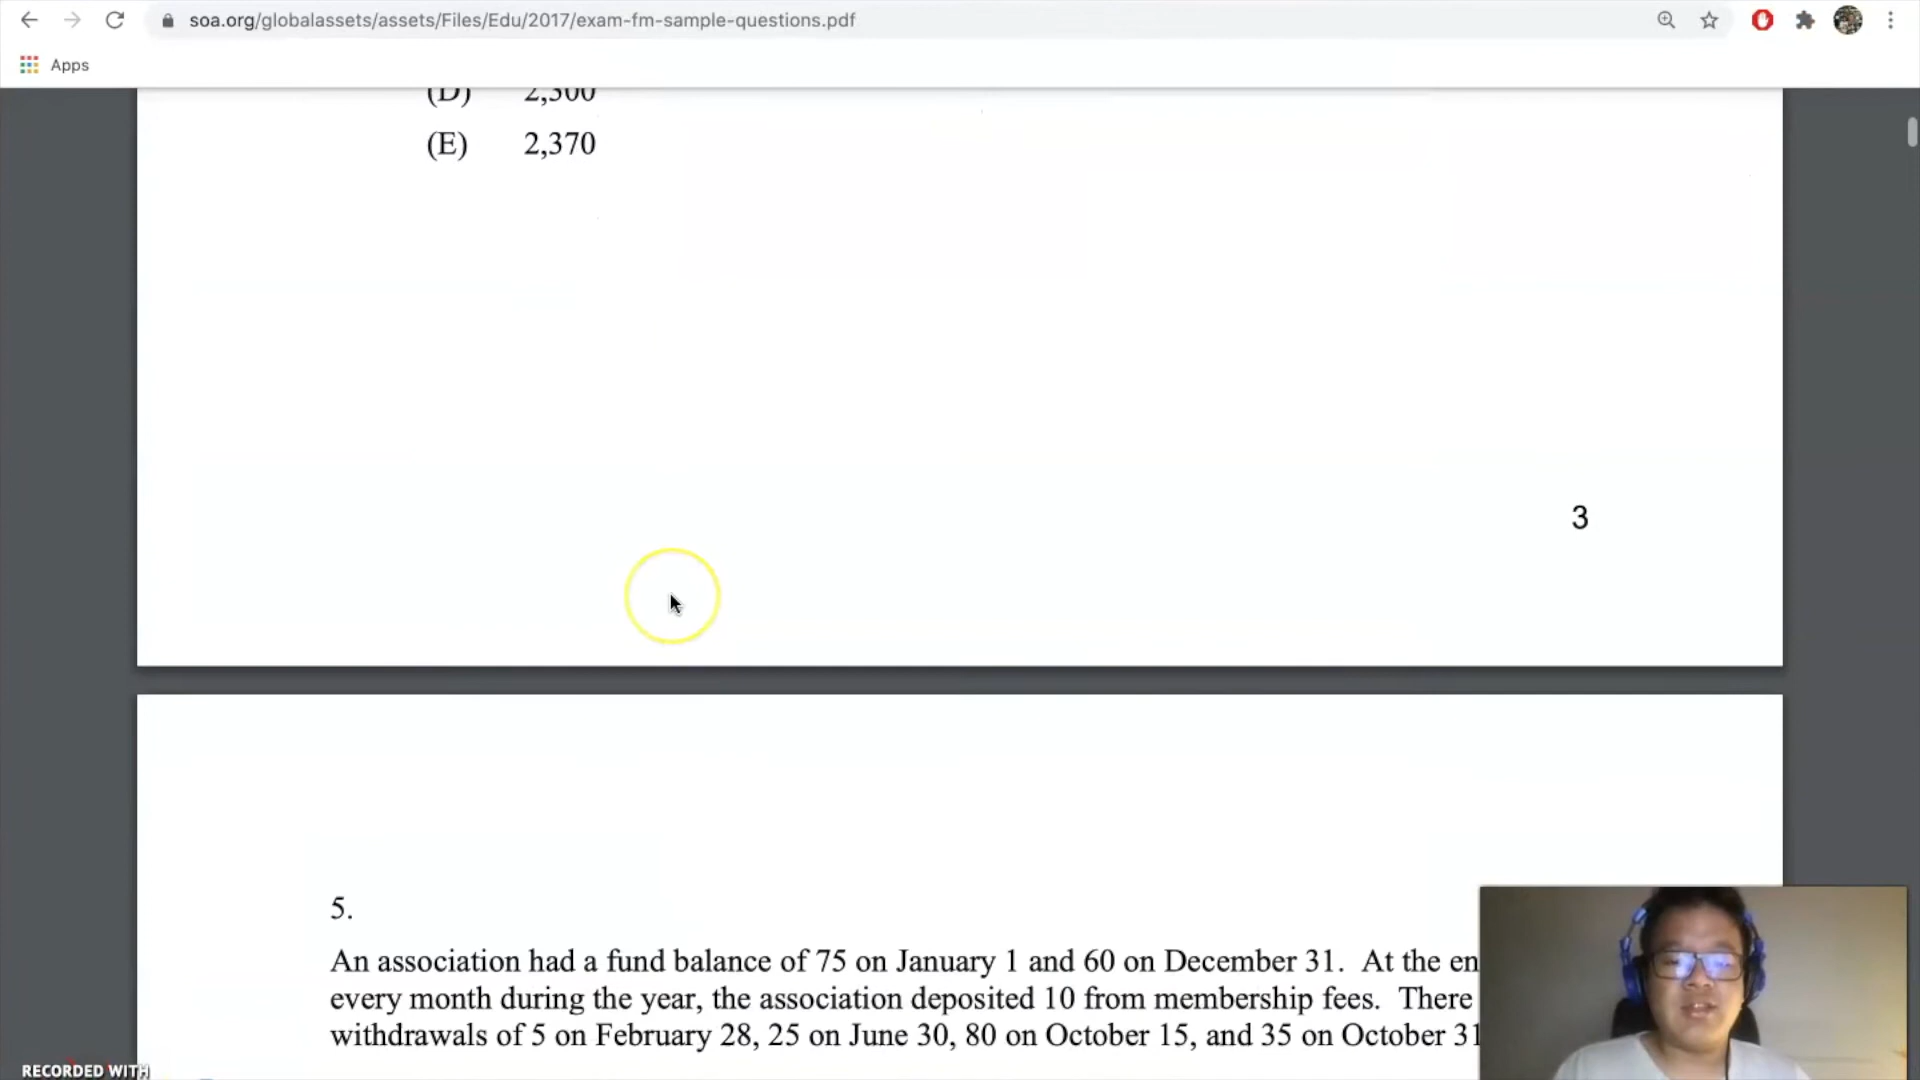 soa.org/globalassets/assets/Files/Edu/2017/exam-fm-sample-questions.pdf
Apps
(D) 2,300
(E) 2,370
3
5.
An association had a fund balance of 75 on January 1 and 60 on December 31. At the en
every month during the year, the association deposited 10 from membership fees. There
withdrawals of 5 on February 28, 25 on June 30, 80 on October 15, and 35 on October 31
RECORDED WITH